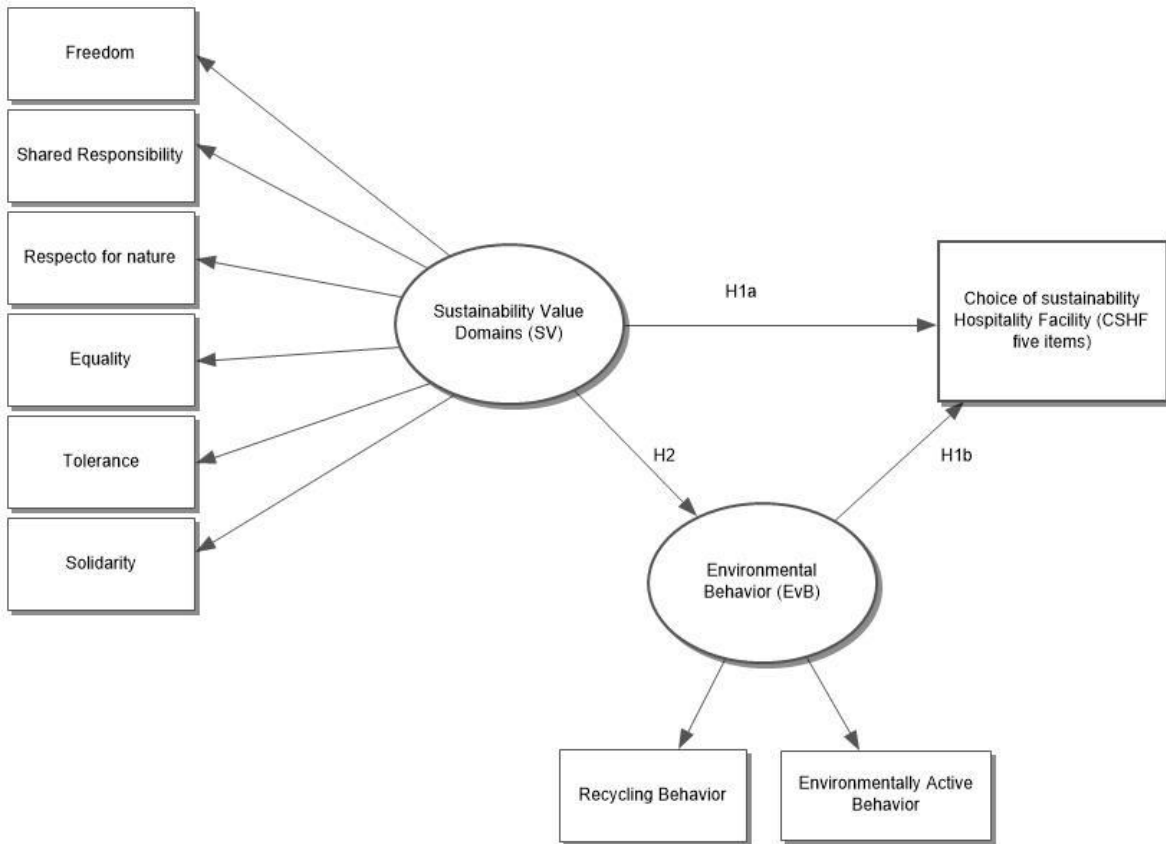 Freedom
Shared Responsibility
Respecto for nature
Equality
Tolerance
Solidarity
Sustainability Value
Domains (SV)
H1a
Choice of sustainability
Hospitality Facility (CSHF
five items)
H2
H1b
Environmental
Behavior (EvB)
Recycling Behavior
Environmentally Active
Behavior